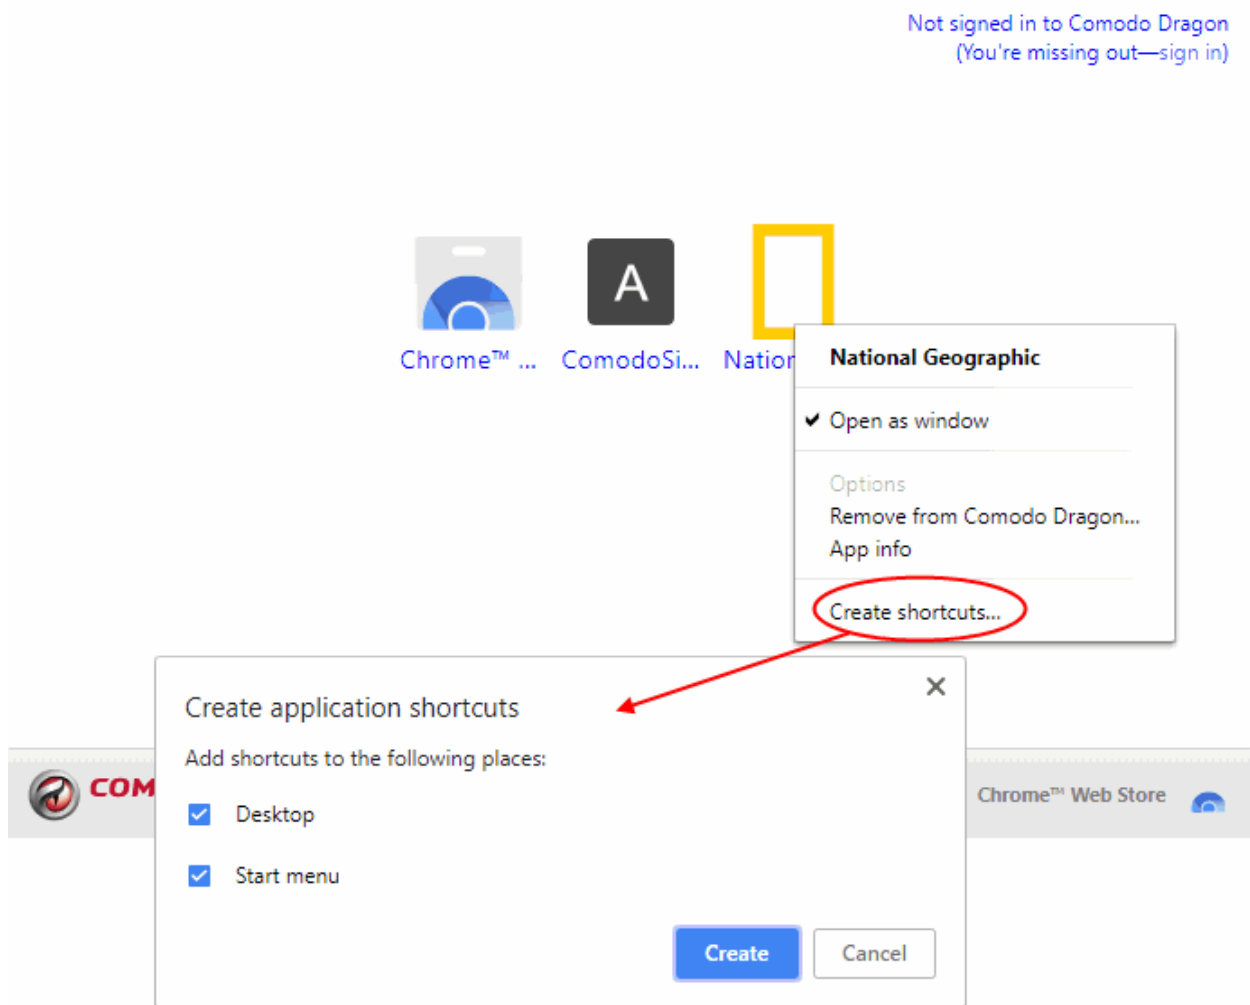 Not signed in to Comodo Dragon
(You're missing out—sign in)
A
Chrome™ ...
ComodoSi...
Nation
National Geographic
Open as window
Options
Remove from Comodo Dragon...
App info
Create shortcuts...
Create application shortcuts
Add shortcuts to the following places:
COM
Chrome™ Web Store
Desktop
Start menu
Create
Cancel